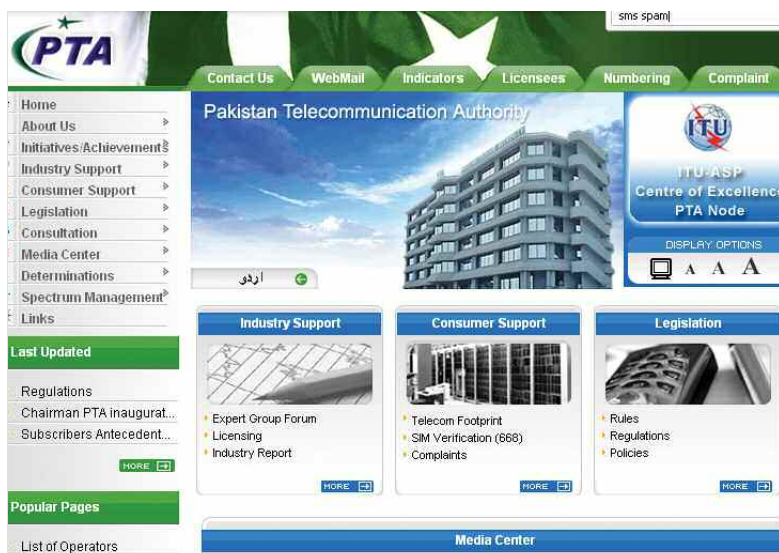 sms spam
PTA
Contact Us
WebMail
Indicators
Licensees
Numbering
Complaint
Home
About Us
Initiatives/Achievements
Industry Support
Consumer Support
Legislation
Consultation
Media Center
Determinations
Spectrum Management
Links
Pakistan Telecommunication Authority
اردو
ITU
ITU-ASP
Centre of Excellenc
PTA Node
DISPLAY OPTIONS
A A A
Last Updated
Regulations
Chairman PTA inaugurat...
Subscribers Antecedent...
MORE
Popular Pages
List of Operators
Industry Support
Expert Group Forum
Licensing
Industry Report
MORE
Consumer Support
Telecom Footprint
SIM Verification (668)
Complaints
MORE
Legislation
Rules
Regulations
Policies
MORE
Media Center